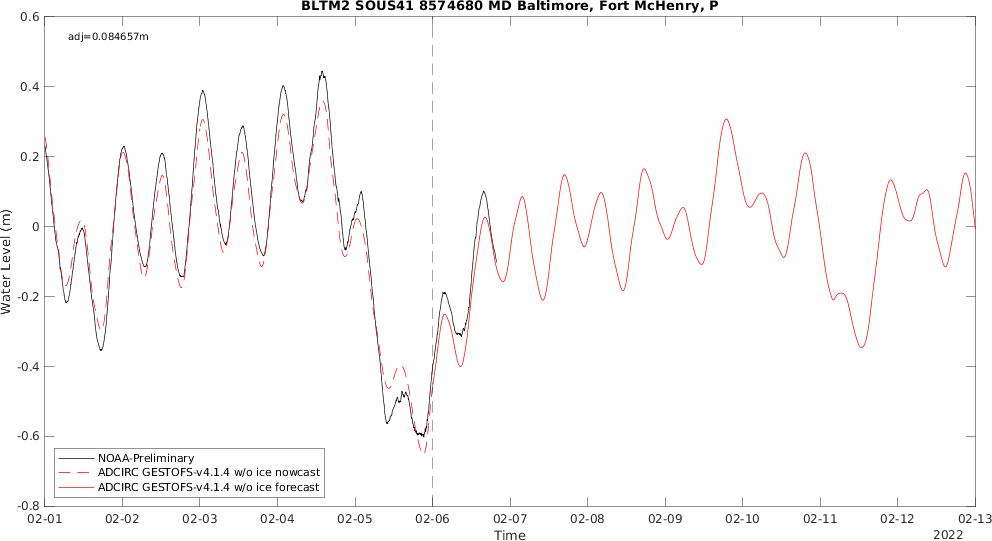 BLTM2 SOUS41 8574680 MD Baltimore, Fort McHenry, P
adj=0.084657m
0.6
0.4
0.2
0
-0.2
-0.4
-0.6
-0.8
Water Level (m)
NOAA-Preliminary
ADCIRC GESTOFS-v4.1.4 w/o ice nowcast
ADCIRC GESTOFS-v4.1.4 w/o ice forecast
02-01 02-02 02-03 02-04 02-05 02-06 02-07 02-08 02-09 02-10 02-11 02-12 02-13
Time
2022